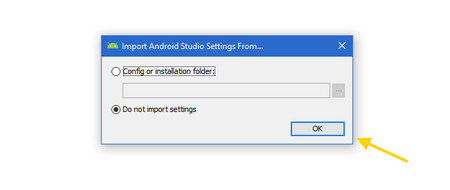 Import Android Studio Settings From...
Config or installation folder:
...
Do not import settings
OK